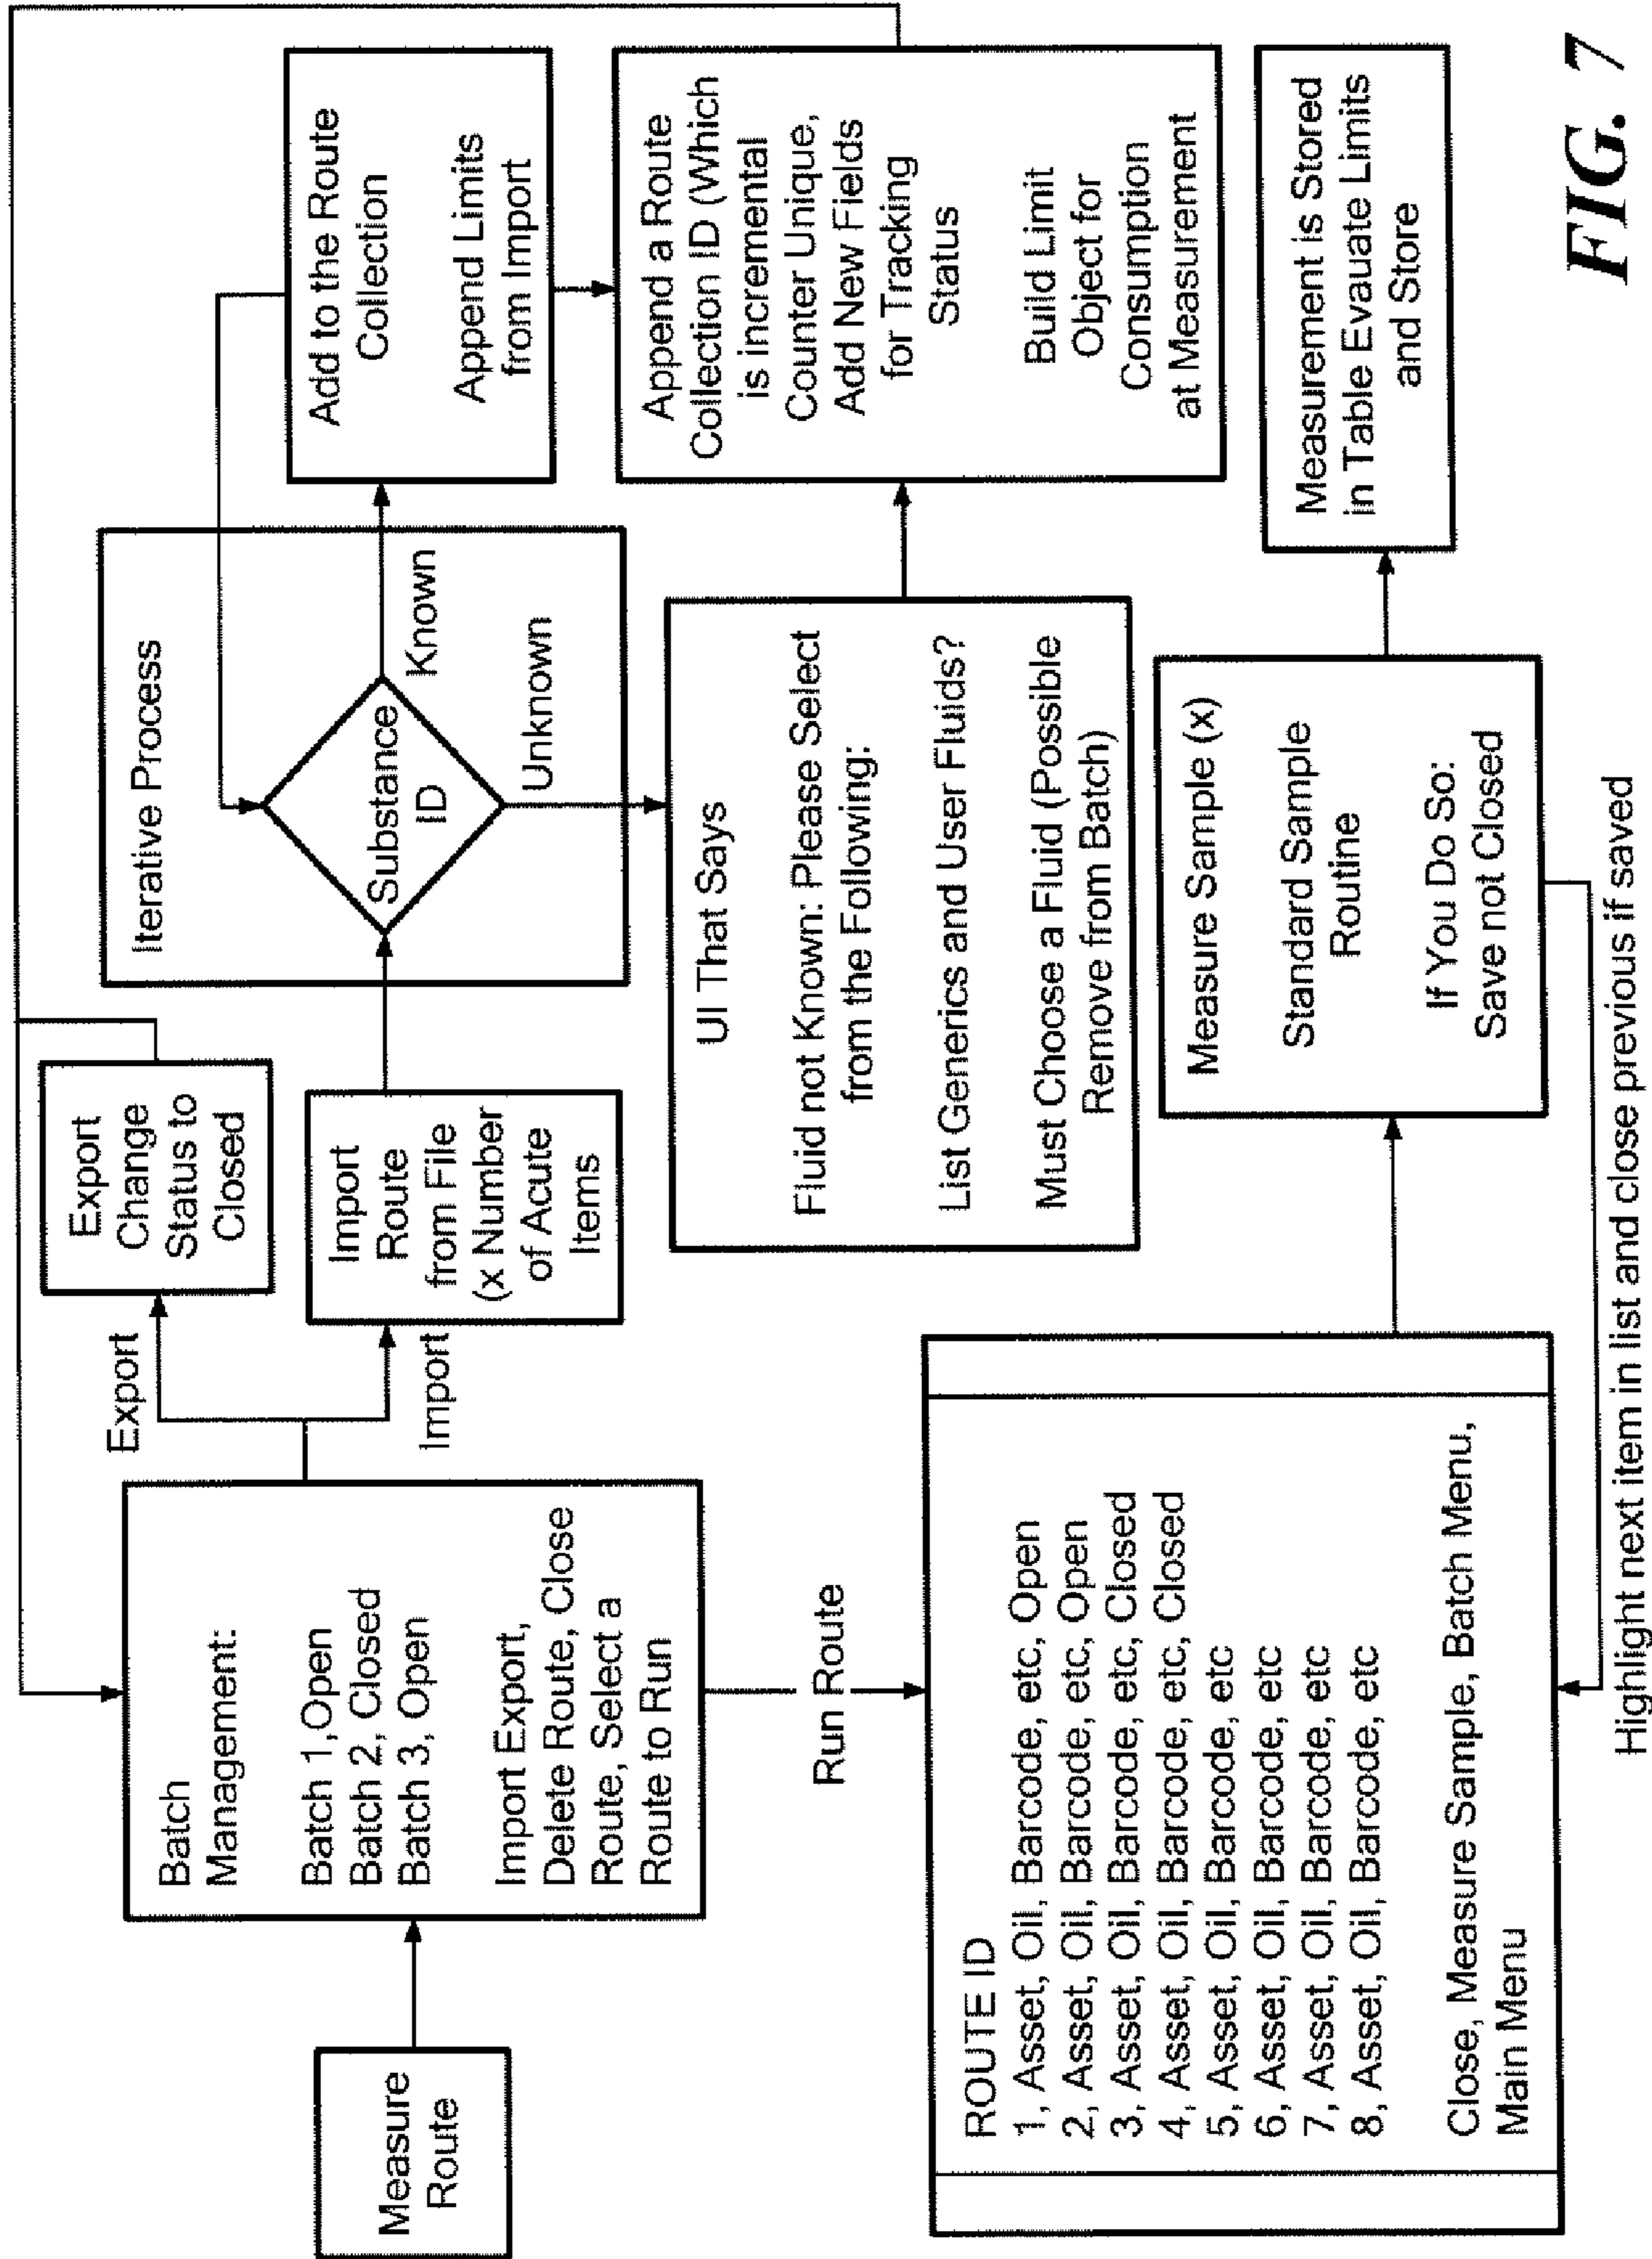 Measure
Route
Batch
Management:
Batch 1,Open
Batch 2, Closed
Batch 3, Open
Import Export,
Delete Route, Close
Route, Select a
Route to Run
Export
Import
Export
Change
Status to
Closed
Import
Route
from File
(x Number
of Acute
Items
Iterative Process
Substance
ID
Known
Unknown
Add to the Route
Collection
Append Limits
from Import
UI That Says
Fluid not Known: Please Select
from the Following:
List Generics and User Fluids?
Must Choose a Fluid (Possible
Remove from Batch)
Append a Route
Collection ID (Which
is incremental
Counter Unique,
Add New Fields
for Tracking
Status
Build Limit
Object for
Consumption
at Measurement
Run Route
ROUTE ID
1, Asset, Oil, Barcode, etc, Open
2, Asset, Oil, Barcode, etc, Open
3, Asset, Oil, Barcode, etc, Closed
4, Asset, Oil, Barcode, etc, Closed
5, Asset, Oil, Barcode, etc
6, Asset, Oil, Barcode, etc
7, Asset, Oil, Barcode, etc
8, Asset, Oil, Barcode, etc
Close, Measure Sample, Batch Menu,
Main Menu
Measure Sample (x)
Standard Sample
Routine
If You Do So:
Save not Closed
Measurement is Stored
in Table Evauate Limits
and Store
Highlight next item in list and close previous if saved
FIG. 7